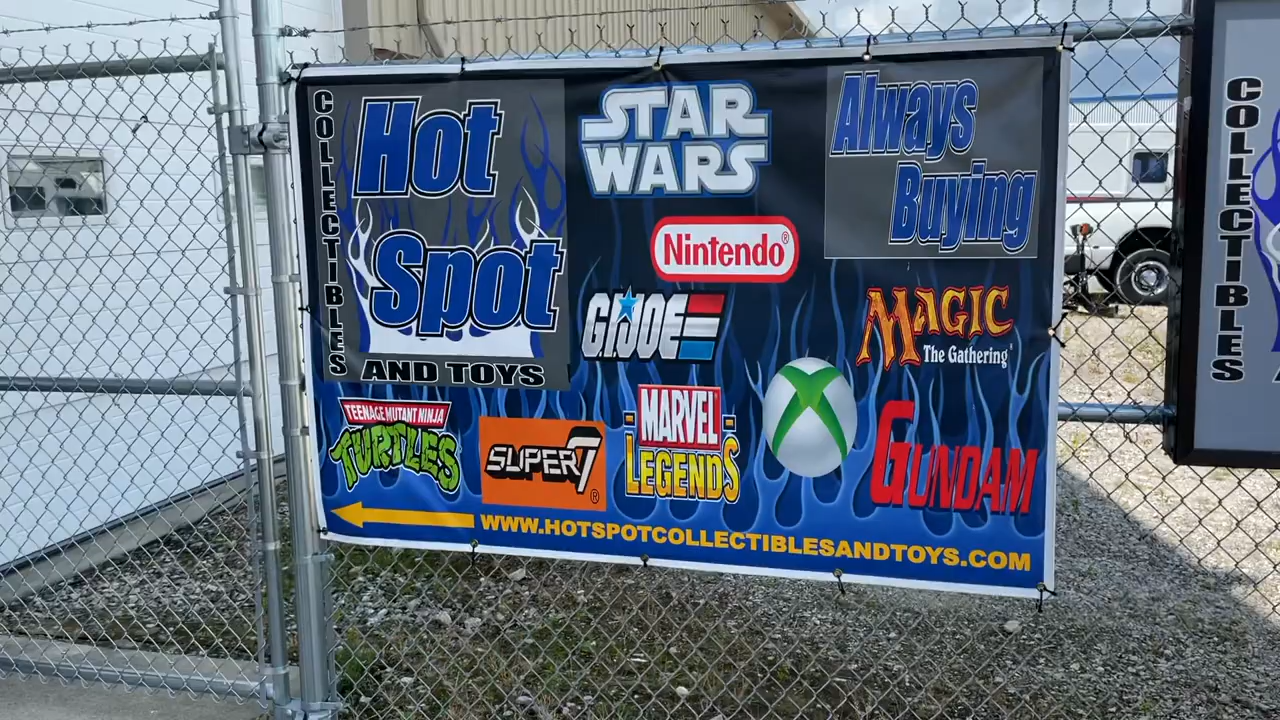 COLLECTIBLES
Hot
Spot
AND TOYS
STAR
WARS
Always
Buying
Nintendo®
G.I. JOE
MAGIC
The Gathering®
TEENAGE MUTANT NINJA
TURTLES
SUPER7®
MARVEL
LEGENDS
GUNDAM
WWW.HOTSPOTCOLLECTIBLESANDTOYS.COM
COLLECTIBLES